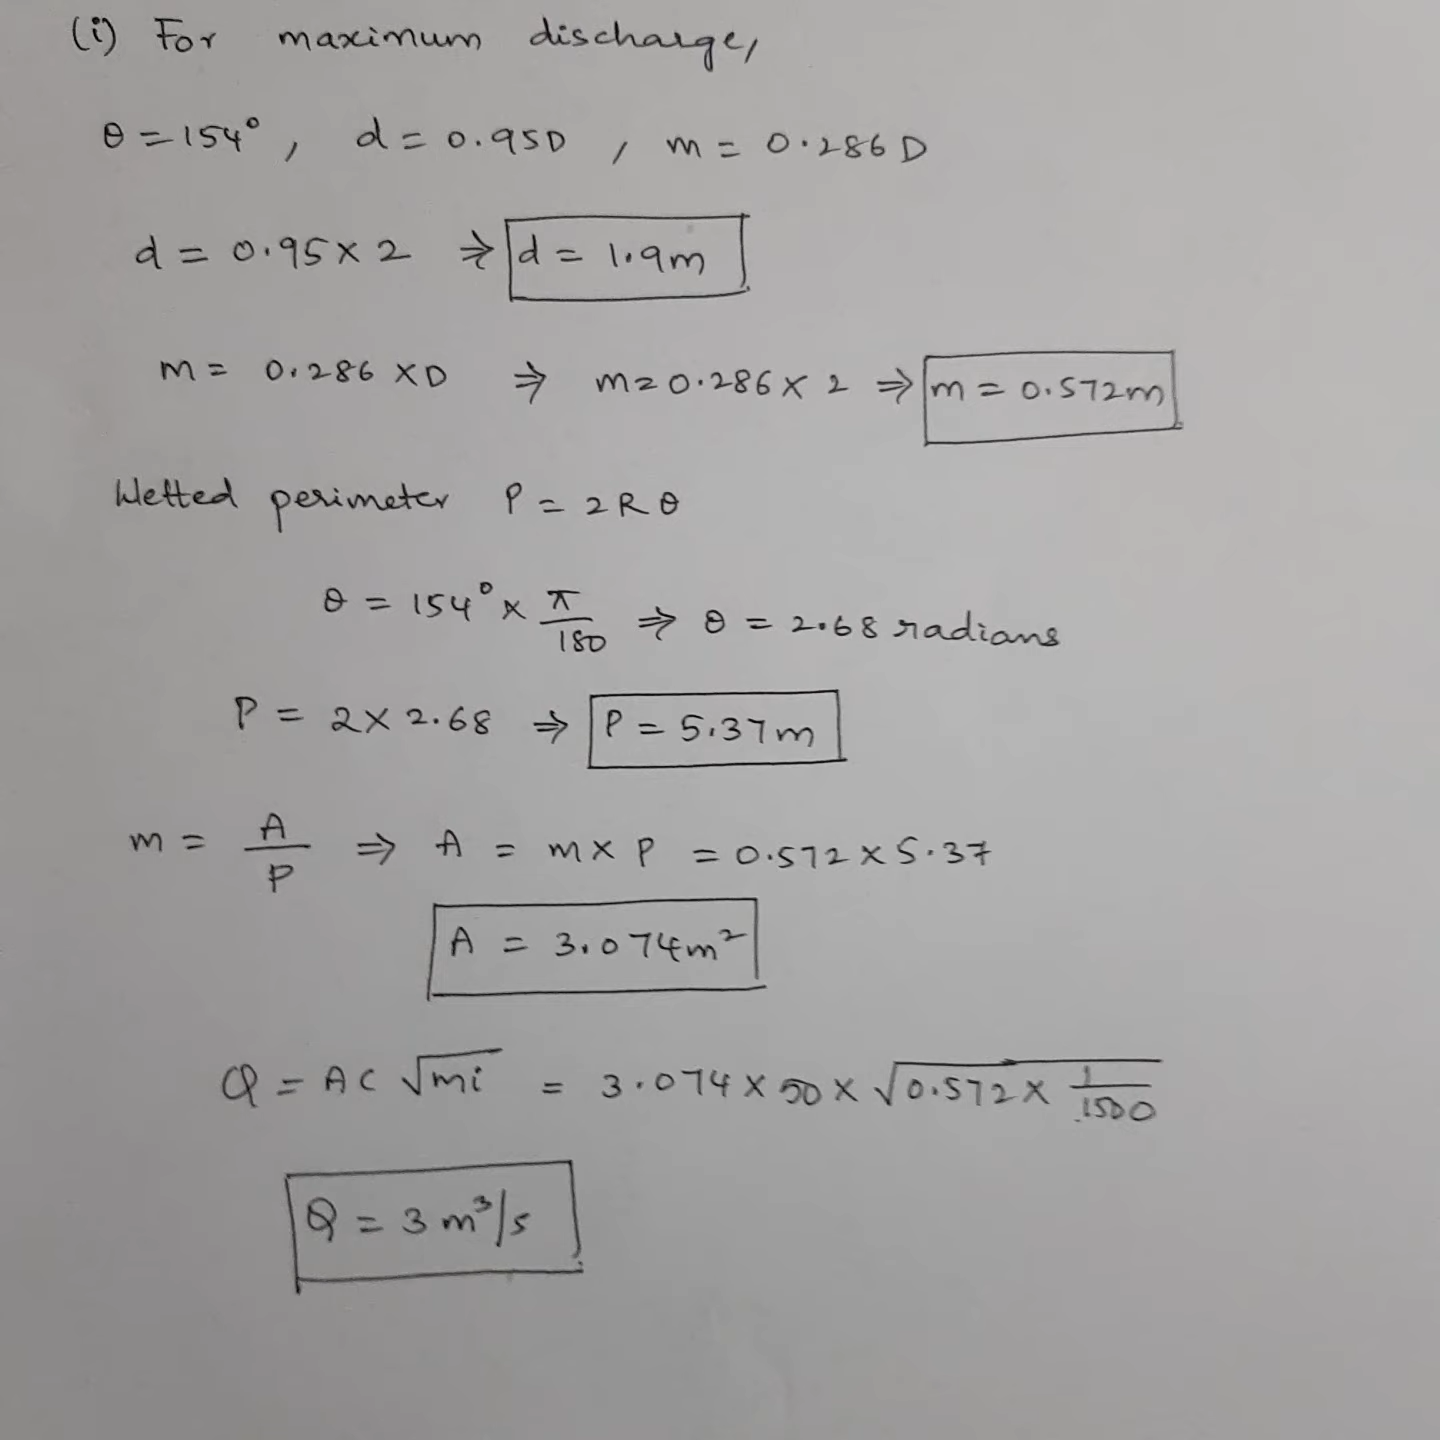 (i) For maximum discharge,
θ = 154°, d = 0.95D, m = 0.286 D
d = 0.95 × 2 ⇒ d = 1.9m
m = 0.286 × D ⇒ m = 0.286 × 2 ⇒ m = 0.572m
Wetted perimeter P = 2Rθ
θ = 154° × π/180 ⇒ θ = 2.68 radians
P = 2 × 2.68 ⇒ P = 5.37m
m = A/P ⇒ A = m × P = 0.572 × 5.37
A = 3.074m²
Q = AC √mi = 3.074 × 50 × √0.572 × 1/1500
Q = 3 m³/s